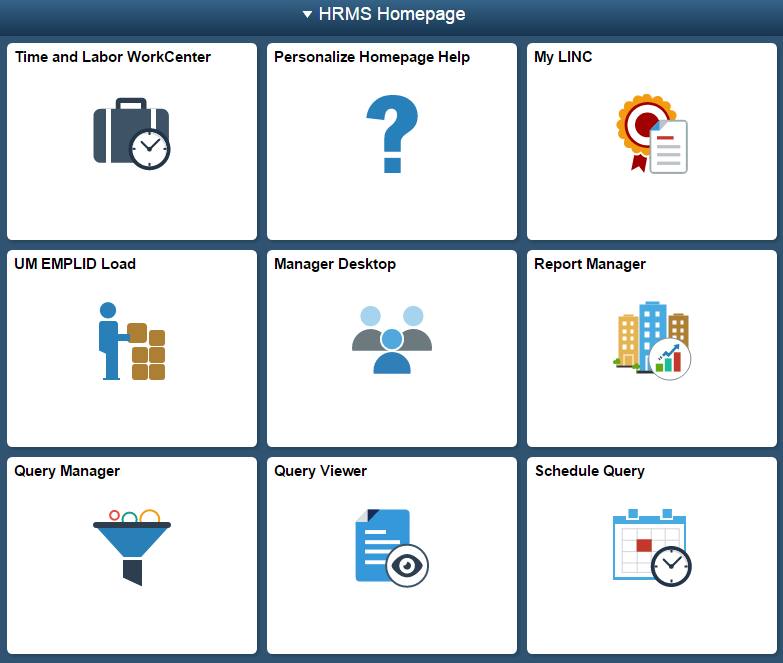 HRMS Homepage
Time and Labor WorkCenter
Personalize Homepage Help
My LINC
UM EMPLID Load
Manager Desktop
Report Manager
Query Manager
Query Viewer
Schedule Query